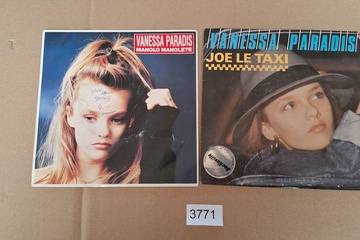 VANESSA PARADIS
MANOLO MANOLETE
VANESSA PARADIS
JOE LE TAXI
3771